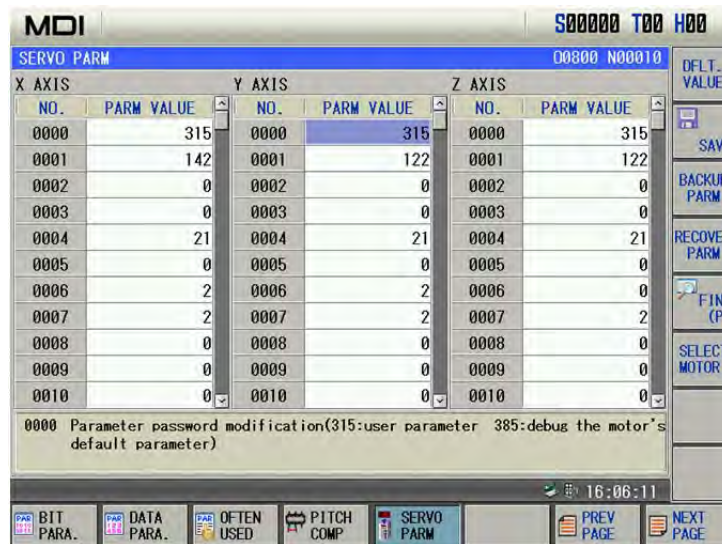 MDI S00000 T00 H00
SERVO PARM O0800 N00010
X AXIS Y AXIS Z AXIS
NO. PARM VALUE NO. PARM VALUE NO. PARM VALUE
0000 315 0000 315 0000 315
0001 142 0001 122 0001 122
0002 0 0002 0 0002 0
0003 0 0003 0 0003 0
0004 21 0004 21 0004 21
0005 0 0005 0 0005 0
0006 2 0006 2 0006 0
0007 2 0007 2 0007 2
0008 0 0008 0 0008 0
0009 0 0009 0 0009 0
0010 0 0010 0 0010 0
0000 Parameter password modification(315:user parameter 385:debug the motor's
default parameter)
16:06:11
DFLT.
VALUE
SAV
BACKU
PARM
RECOVE
PARM
FIN
(P
SELEC
MOTOR
BIT
PARA.
DATA
PARA.
OFTEN
USED
PITCH
COMP
SERVO
PARM
PREV
PAGE
NEXT
PAGE